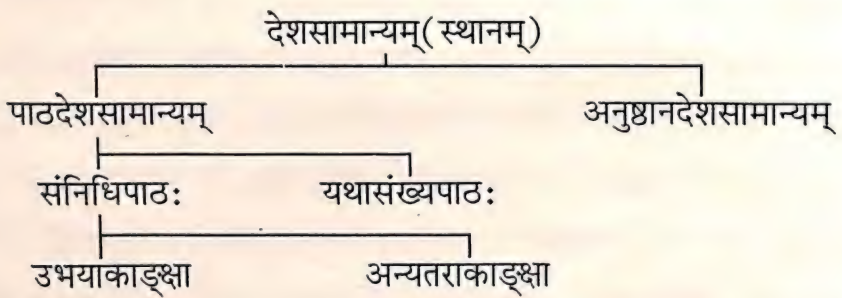 देशसामान्यम्(स्थानम्)
पाठदेशसामान्यम् अनुष्ठानदेशसामान्यम्
संनिधिपाठः यथासंख्यपाठः
उभयाकाङ्क्षा अन्यतराकाङ्क्षा